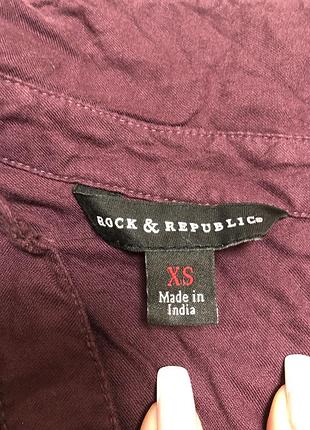 ROCK & REPUBLIC®
XS
Made in
India